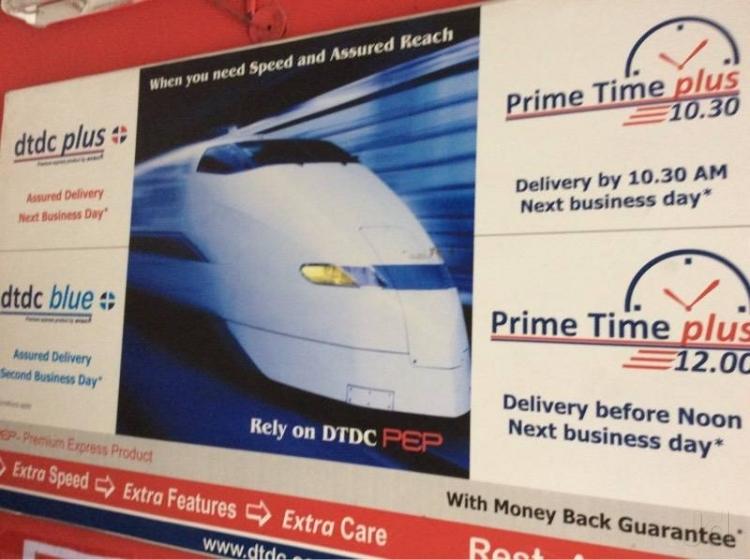 When you need Speed and Assured Reach
dtdc plus
Assured Delivery
Next Business Day*
dtdc blue
Assured Delivery
Second Business Day*
Rely on DTDC PEP
Prime Time plus
10.30
Delivery by 10.30 AM
Next business day*
Prime Time plus
12.00
Delivery before Noon
Next business day*
PEP- Premium Express Product
Extra Speed Extra Features Extra Care
With Money Back Guarantee*
www.dtdc